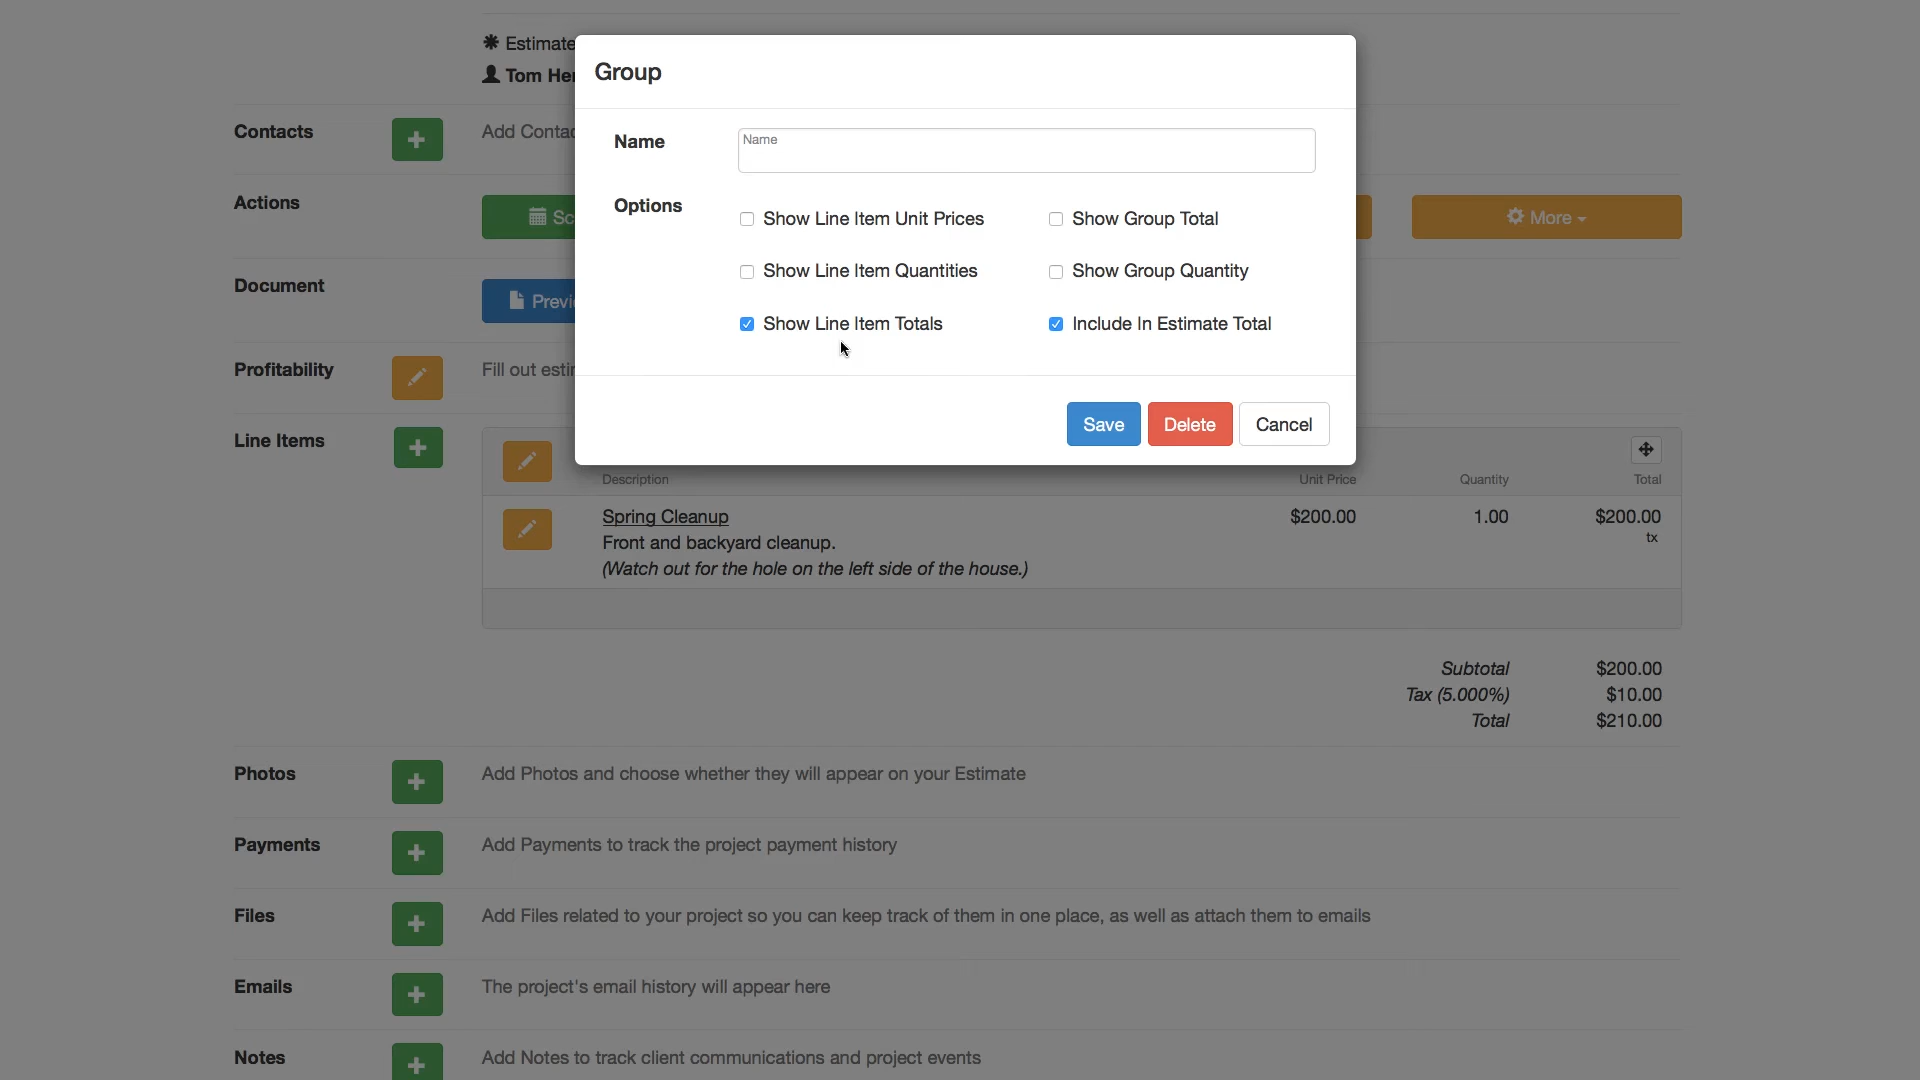 Estimate
Tom Her
Group
Name
Name
Options
Show Line Item Unit Prices
Show Group Total
Show Line Item Quantities
Show Group Quantity
Show Line Item Totals
Include In Estimate Total
Save
Delete
Cancel
Contacts
Add Contac
Actions
Sc
More
Document
Previ
Profitability
Fill out estir
Line Items
Description Unit Price Quantity Total
Spring Cleanup $200.00 1.00 $200.00
tx
Front and backyard cleanup.
(Watch out for the hole on the left side of the house.)
Subtotal $200.00
Tax (5.000%) $10.00
Total $210.00
Photos
Add Photos and choose whether they will appear on your Estimate
Payments
Add Payments to track the project payment history
Files
Add Files related to your project so you can keep track of them in one place, as well as attach them to emails
Emails
The project's email history will appear here
Notes
Add Notes to track client communications and project events